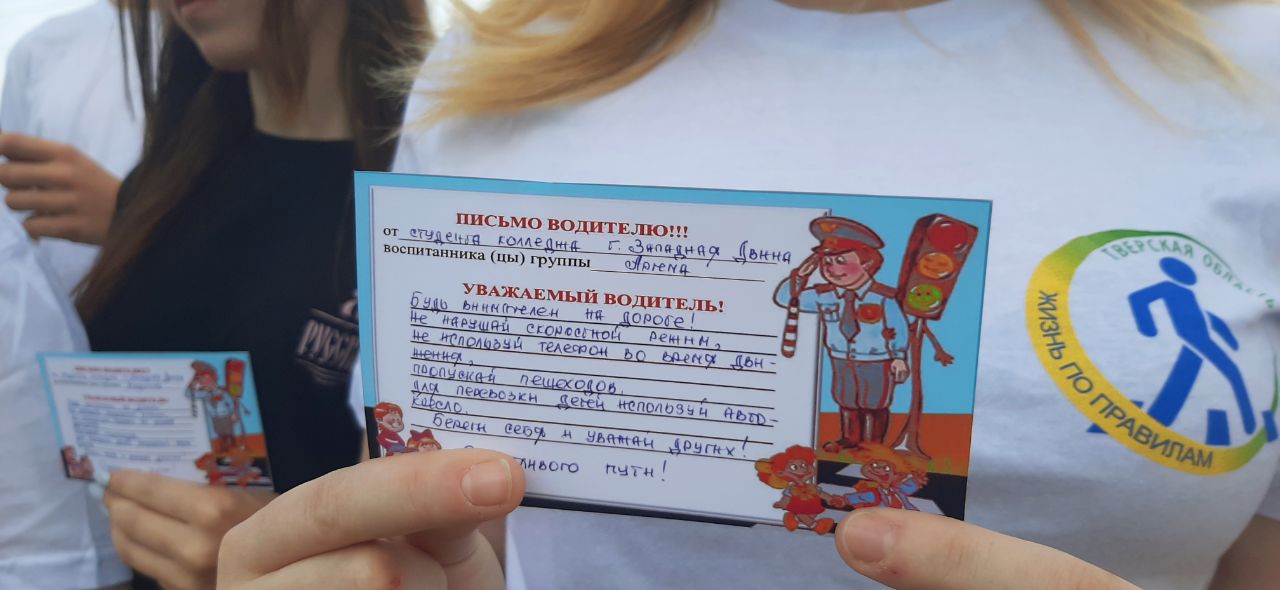 ПИСЬМО ВОДИТЕЛЮ!!!
от студента колледжа г. Западная Двина
воспитанника (цы) группы Арена
УВАЖАЕМЫЙ ВОДИТЕЛЬ!
Будь внимателен на дороге!
Не нарушай скоростной режим,
не используй телефон во время дви-
жения,
пропускай пешеходов,
для перевозки детей используй авто-
кресло.
Береги себя и уважай других!
пути!
ТВЕРСКАЯ ОБЛАСТЬ
ЖИЗНЬ ПО ПРАВИЛАМ